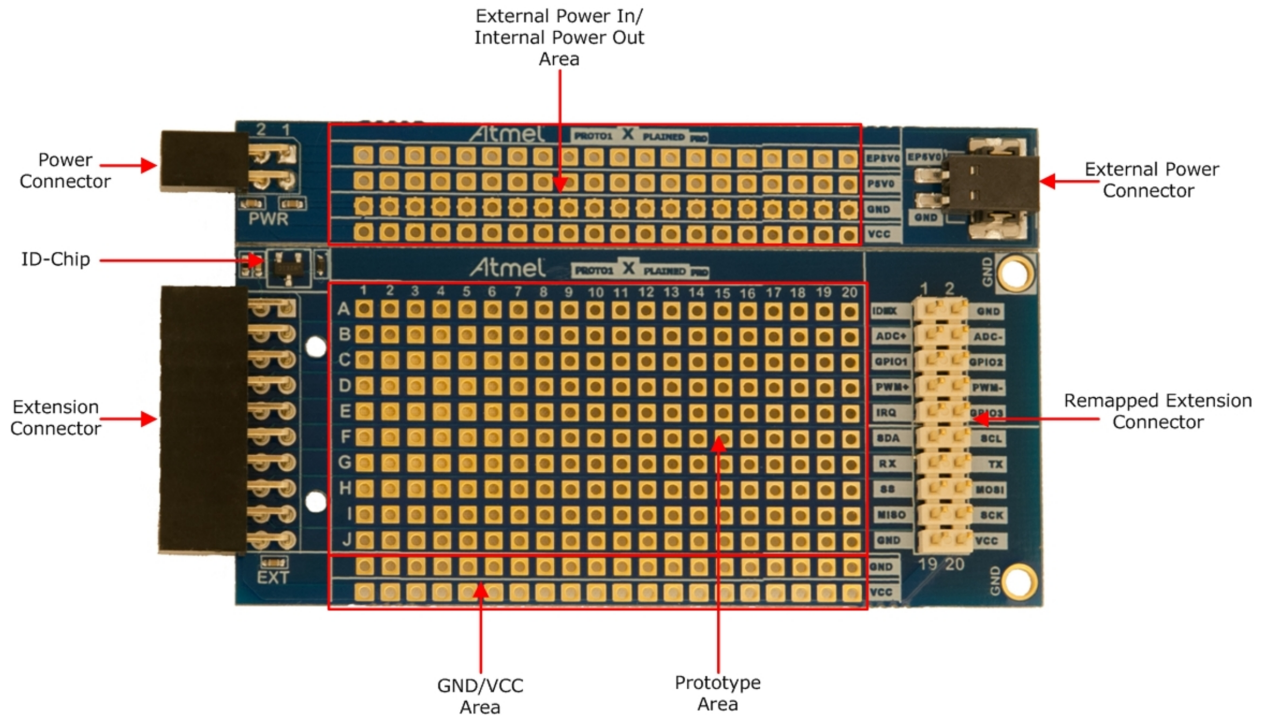 External Power In/
Internal Power Out
Area
2 1
Atmel PROTO1 X PLAINED PRO
EP5V0 EP5V0
Power
Connector
P5V0
External Power
Connector
GND GND
PWR
VCC
ID-Chip
Atmel PROTO1 X PLAINED PRO
GND
1 2 3 4 5 6 7 8 9 10 11 12 13 14 15 16 17 18 19 20
1 2
A GND
B ADC+ ADC-
C GPIO1 GPIO2
D PWM+ PWM-
E IRQ GPIO3
Extension
Connector
Remapped Extension
Connector
F SDA SCL
G RX TX
H SS MOSI
I MISO SCK
J GND VCC
19 20
EXT
GND
GND
VCC
GND/VCC
Area
Prototype
Area